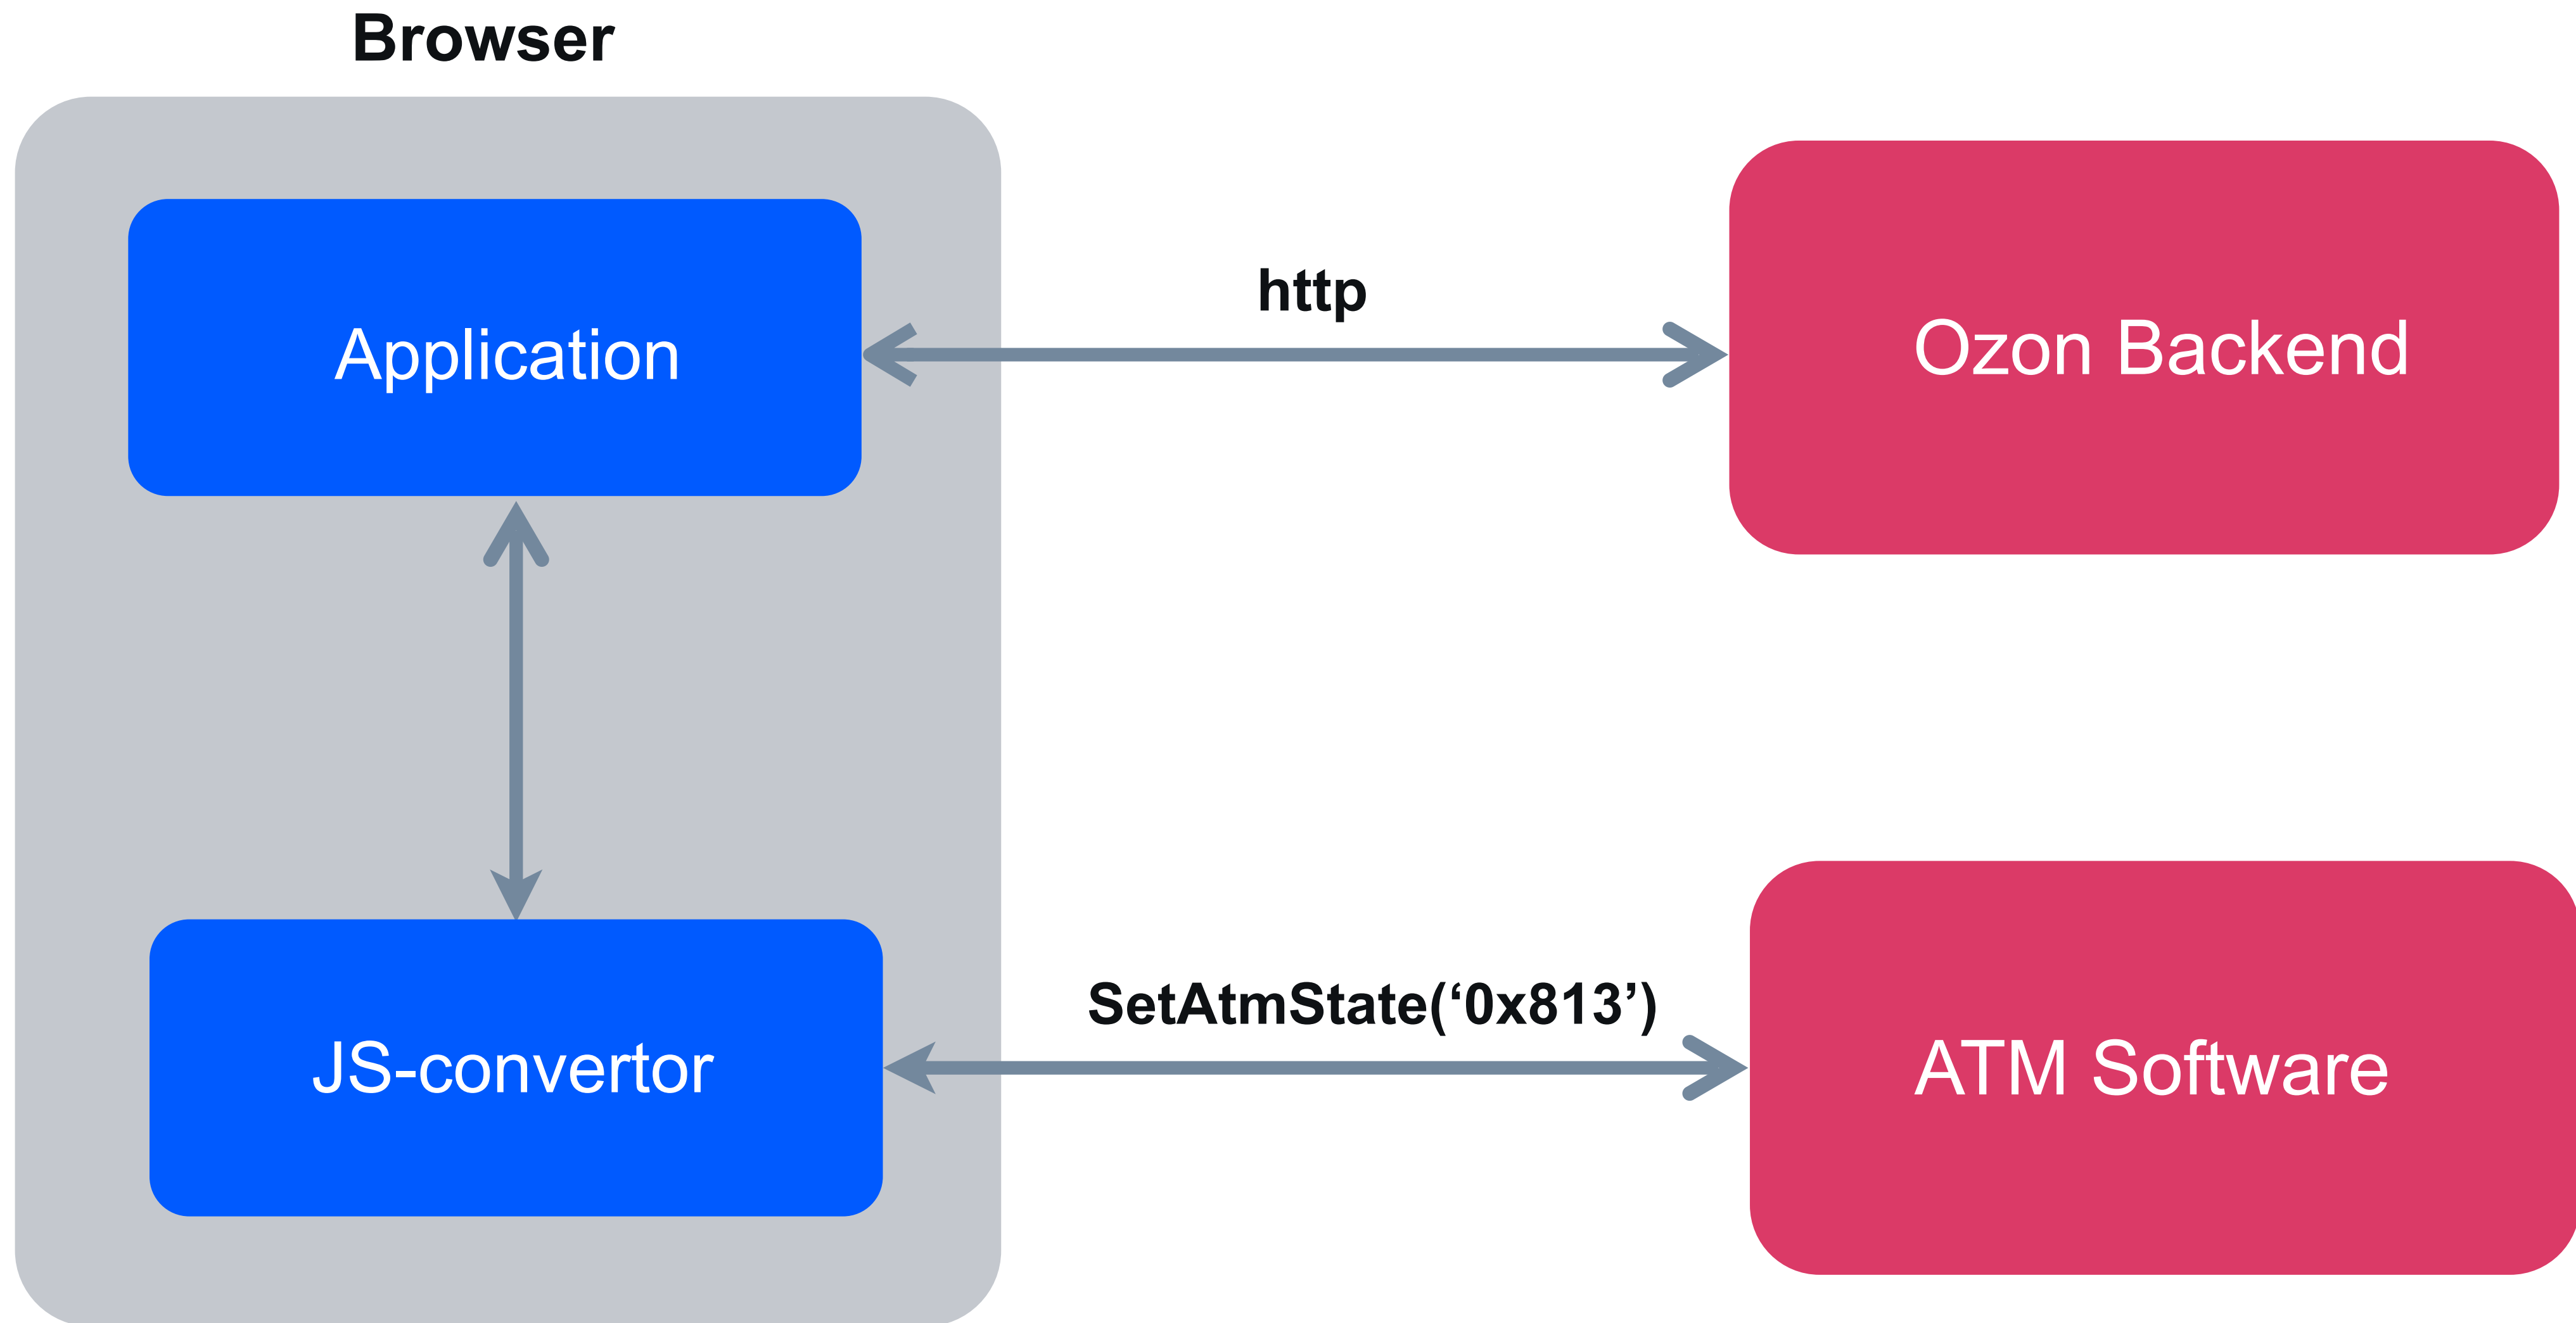 Browser
Application
http
Ozon Backend
JS-convertor
SetAtmState(‘0x813’)
ATM Software